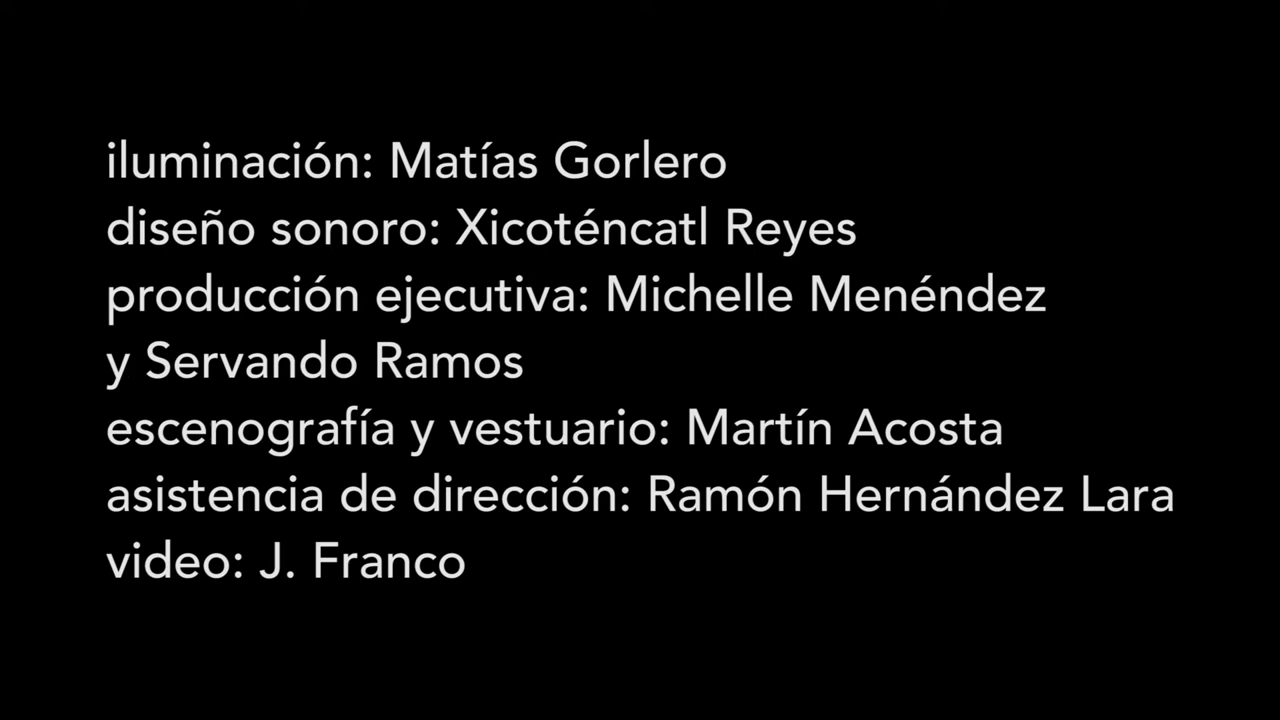 iluminación: Matías Gorlero
diseño sonoro: Xicoténcatl Reyes
producción ejecutiva: Michelle Menéndez
y Servando Ramos
escenografía y vestuario: Martín Acosta
asistencia de dirección: Ramón Hernández Lara
video: J. Franco